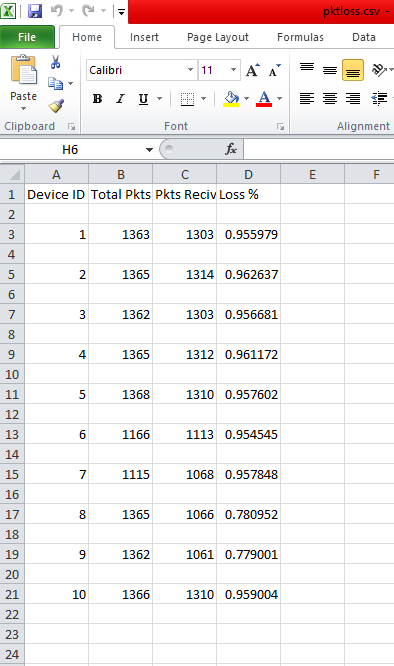 pktloss.csv -
File Home Insert Page Layout Formulas Data
Calibri 11 A A
Paste B I U A
Clipboard Font Alignment
H6 fx
A B C D E F
1 Device ID Total Pkts Pkts Reciv Loss %
2
3 1 1363 1303 0.955979
4
5 2 1365 1314 0.962637
6
7 3 1362 1303 0.956681
8
9 4 1365 1312 0.961172
10
11 5 1368 1310 0.957602
12
13 6 1166 1113 0.954545
14
15 7 1115 1068 0.957848
16
17 8 1365 1066 0.780952
18
19 9 1362 1061 0.779001
20
21 10 1366 1310 0.959004
22
23
24